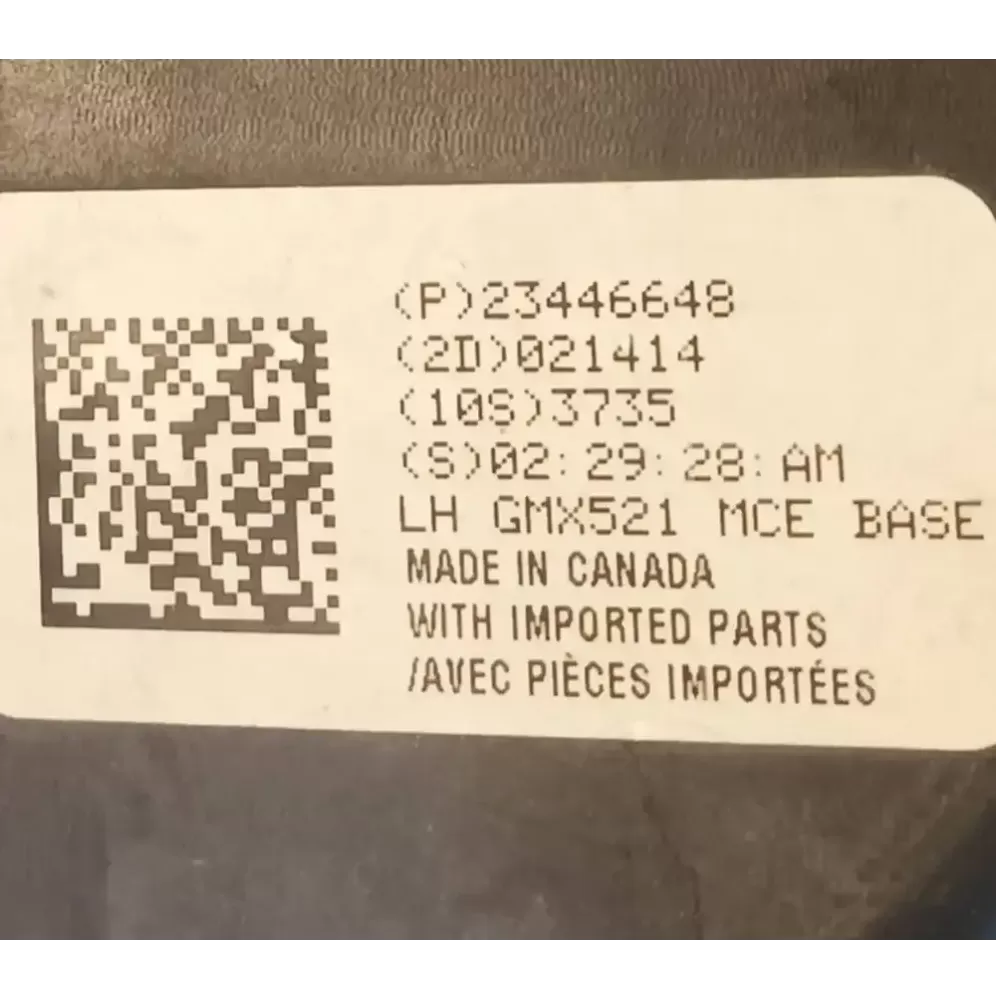 (P)23446648
(2D)021414
(10S)3735
(S)02:29:28:AM
LH GMX521 MCE BASE
MADE IN CANADA
WITH IMPORTED PARTS
/AVEC PIÈCES IMPORTÉES